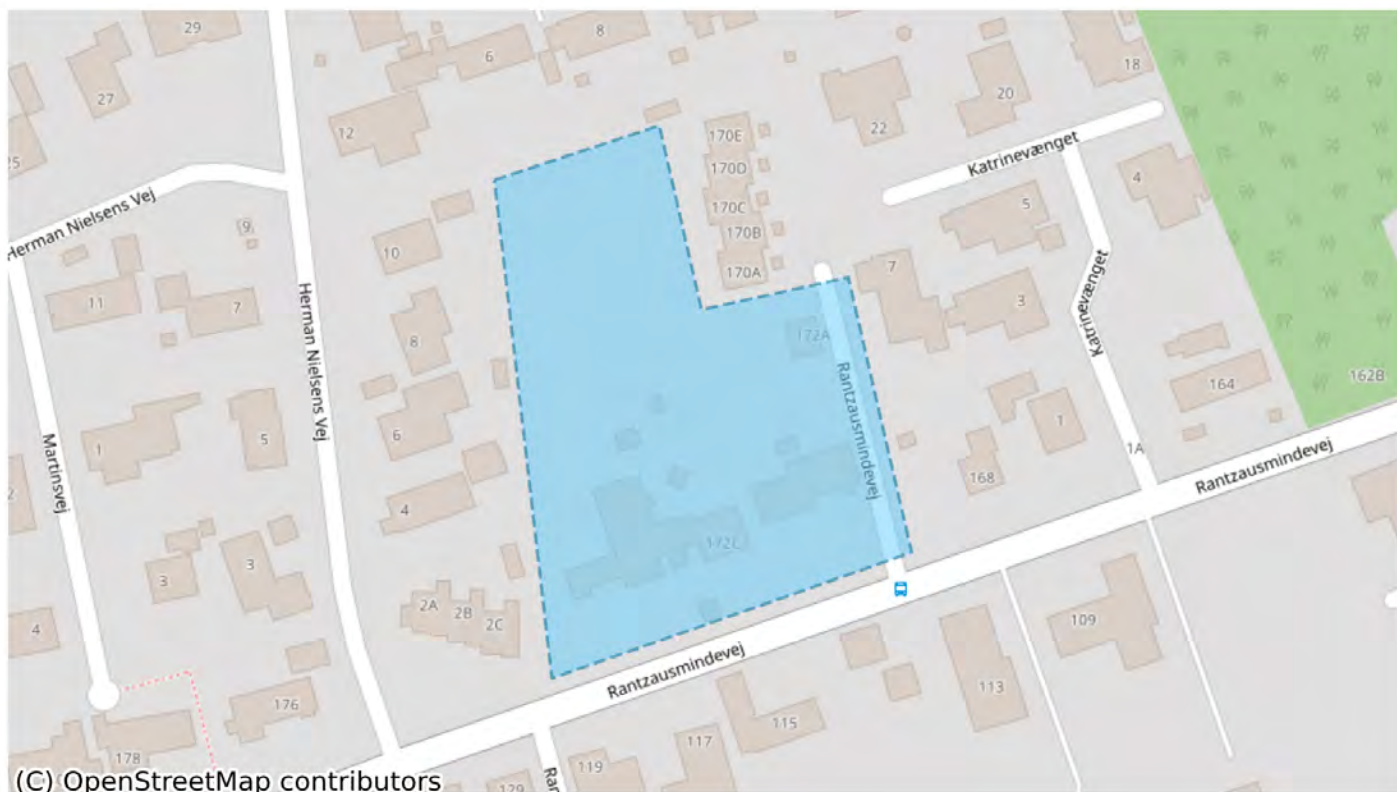 29
8
6
18
27
20
12
22
170E
25
170D
Katrinevænget
4
170C
Herman Nielsens Vej
9
5
170B
10
170A
7
11
7
3
Herman Nielsens Vej
8
172A
Katrinevænget
Rantzausmindevej
162B
164
1
5
6
1
1A
Martinsvej
168
Rantzausmindevej
2
4
172C
3
3
2A
2B
2C
109
4
Rantzausmindevej
113
176
115
117
178
119
129
Ran
(C) OpenStreetMap contributors